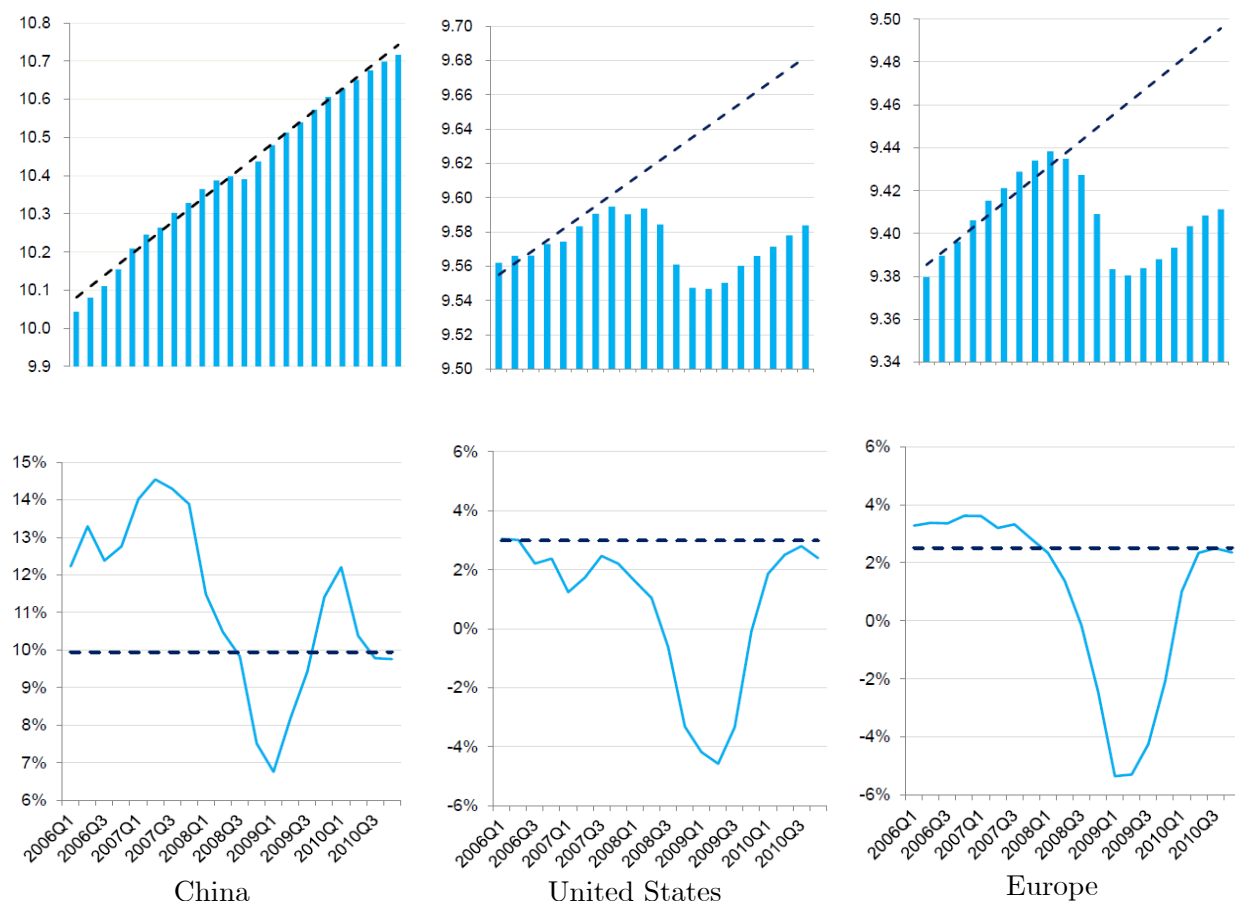 10.8
10.7
10.6
10.5
10.4
10.3
10.2
10.1
10.0
9.9
9.70
9.68
9.66
9.64
9.62
9.60
9.58
9.56
9.54
9.52
9.50
9.50
9.48
9.46
9.44
9.42
9.40
9.38
9.36
9.34
15%
14%
13%
12%
11%
10%
9%
8%
7%
6%
2006Q1
2006Q3
2007Q1
2007Q3
2008Q1
2008Q3
2009Q1
2009Q3
2010Q1
2010Q3
China
6%
4%
2%
0%
-2%
-4%
-6%
2006Q1
2006Q3
2007Q1
2007Q3
2008Q1
2008Q3
2009Q1
2009Q3
2010Q1
2010Q3
United States
6%
4%
2%
0%
-2%
-4%
-6%
2006Q1
2006Q3
2007Q1
2007Q3
2008Q1
2008Q3
2009Q1
2009Q3
2010Q1
2010Q3
Europe